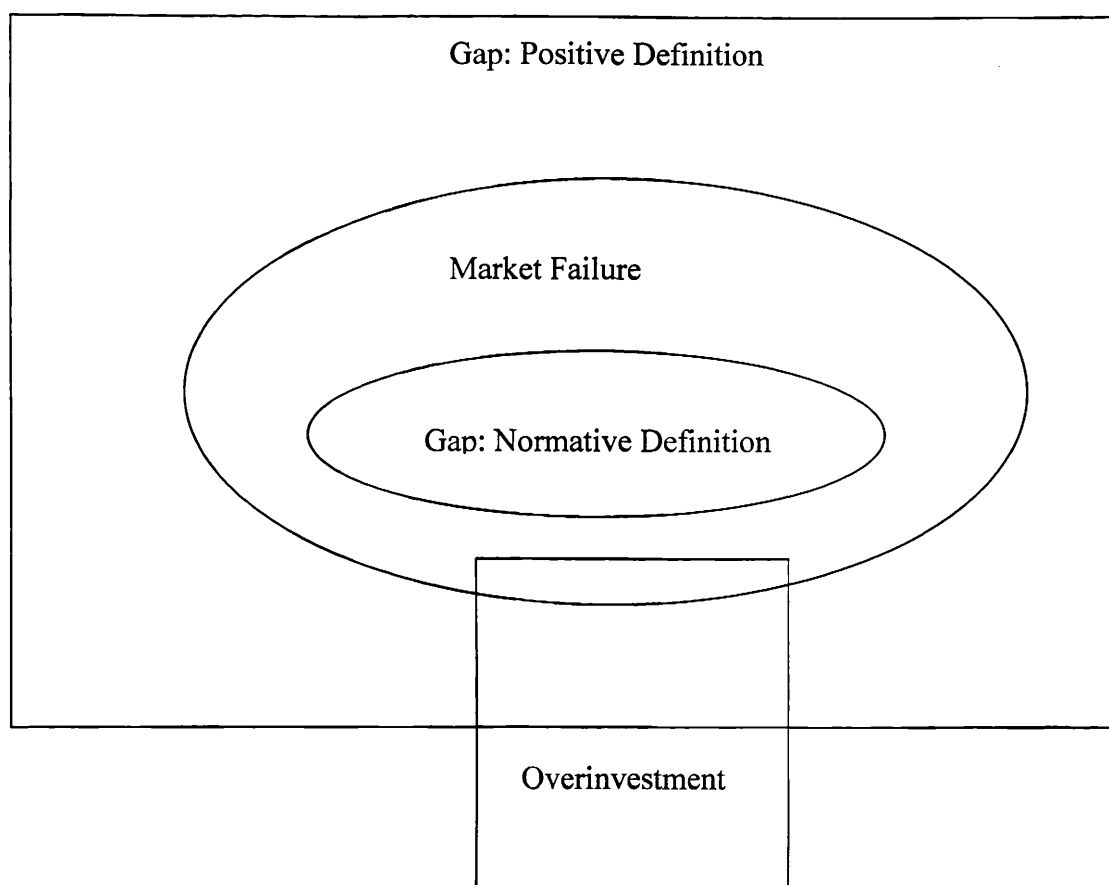 Gap: Positive Definition
Market Failure
Gap: Normative Definition
Overinvestment